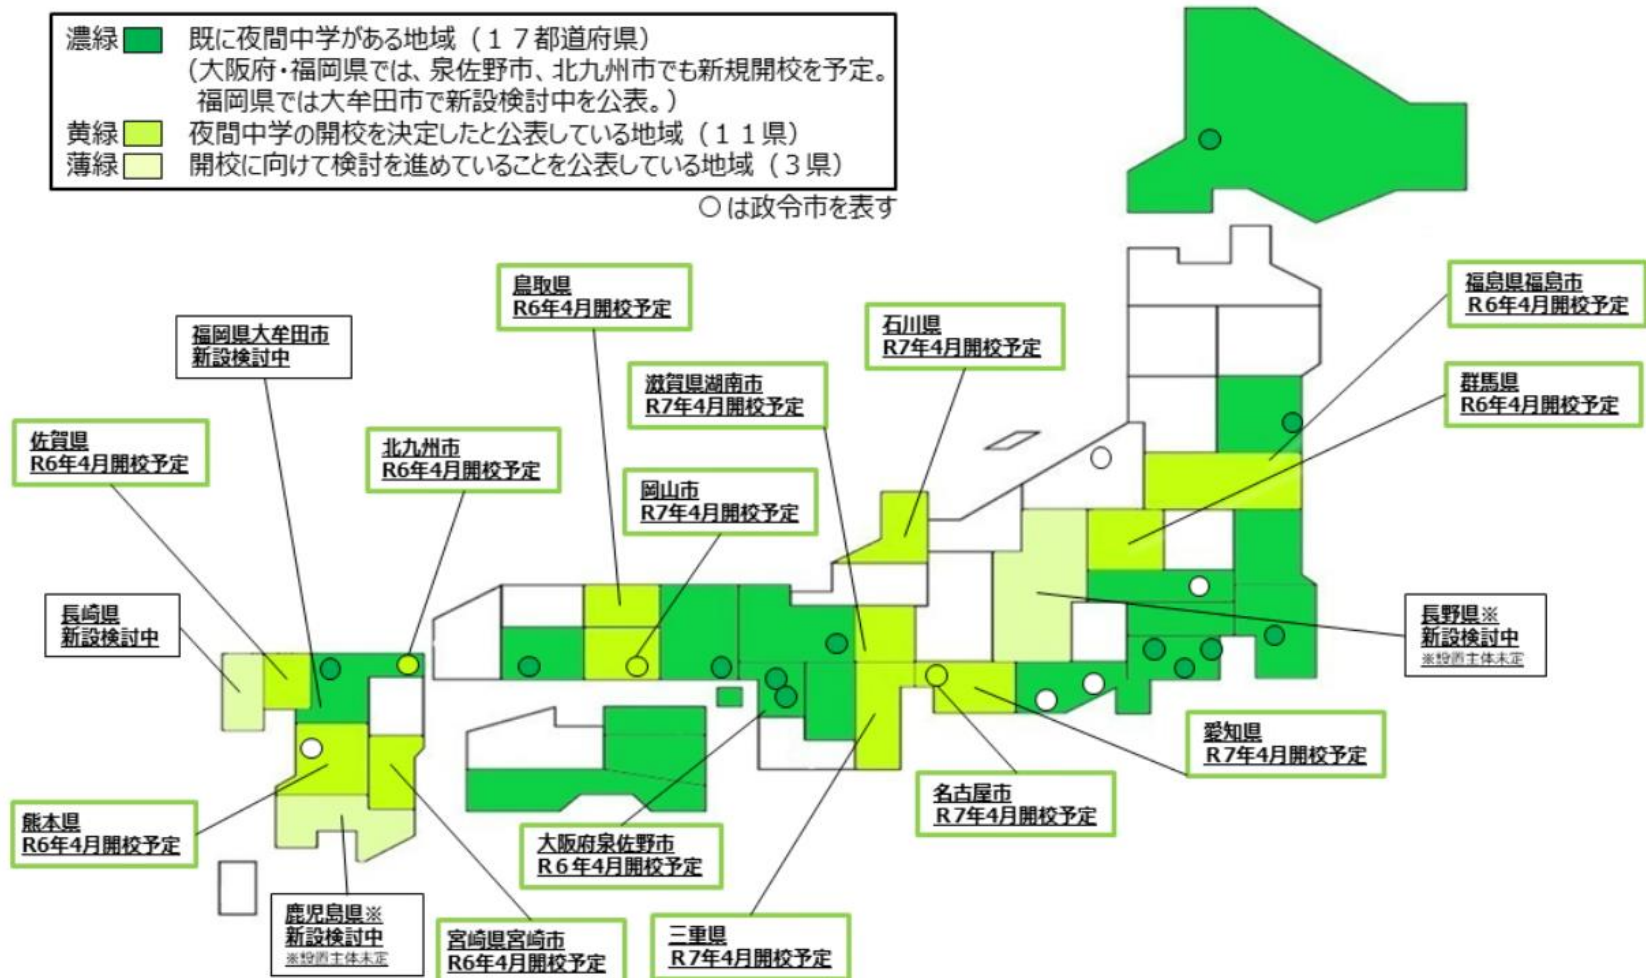 濃緑 既に夜間中学がある地域（１７都道府県）
(大阪府・福岡県では、泉佐野市、北九州市でも新規開校を予定。
福岡県では大牟田市で新設検討中を公表。)
黄緑 夜間中学の開校を決定したと公表している地域（１１県）
薄緑 開校に向けて検討を進めていることを公表している地域（３県）
○は政令市を表す
鳥取県
R6年4月開校予定
福島県福島市
R6年4月開校予定
福岡県大牟田市
新設検討中
石川県
R7年4月開校予定
滋賀県湖南市
R7年4月開校予定
群馬県
R6年4月開校予定
佐賀県
R6年4月開校予定
北九州市
R6年4月開校予定
岡山市
R7年4月開校予定
長崎県
新設検討中
長野県※
新設検討中
※設置主体未定
愛知県
R7年4月開校予定
名古屋市
R7年4月開校予定
熊本県
R6年4月開校予定
大阪府泉佐野市
R６年4月開校予定
鹿児島県※
新設検討中
※設置主体未定
宮崎県宮崎市
R6年4月開校予定
三重県
R7年4月開校予定